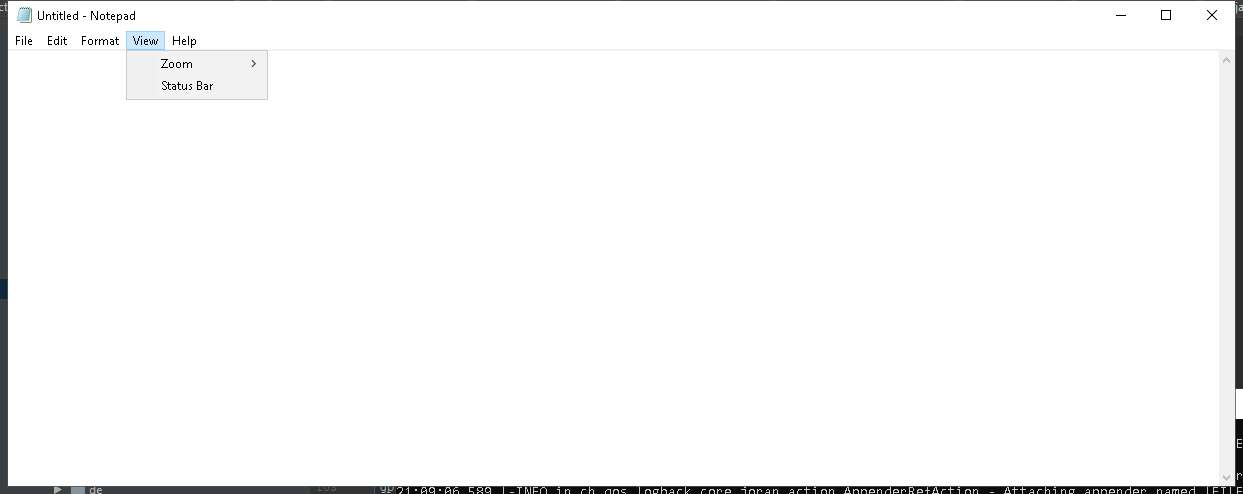 Untitled - Notepad
File Edit Format View Help
Zoom
Status Bar
de
21:09:06,589 |-INFO in ch.qos.logback.core.joran.action.AppenderRefAction - Attaching appender named [FILE